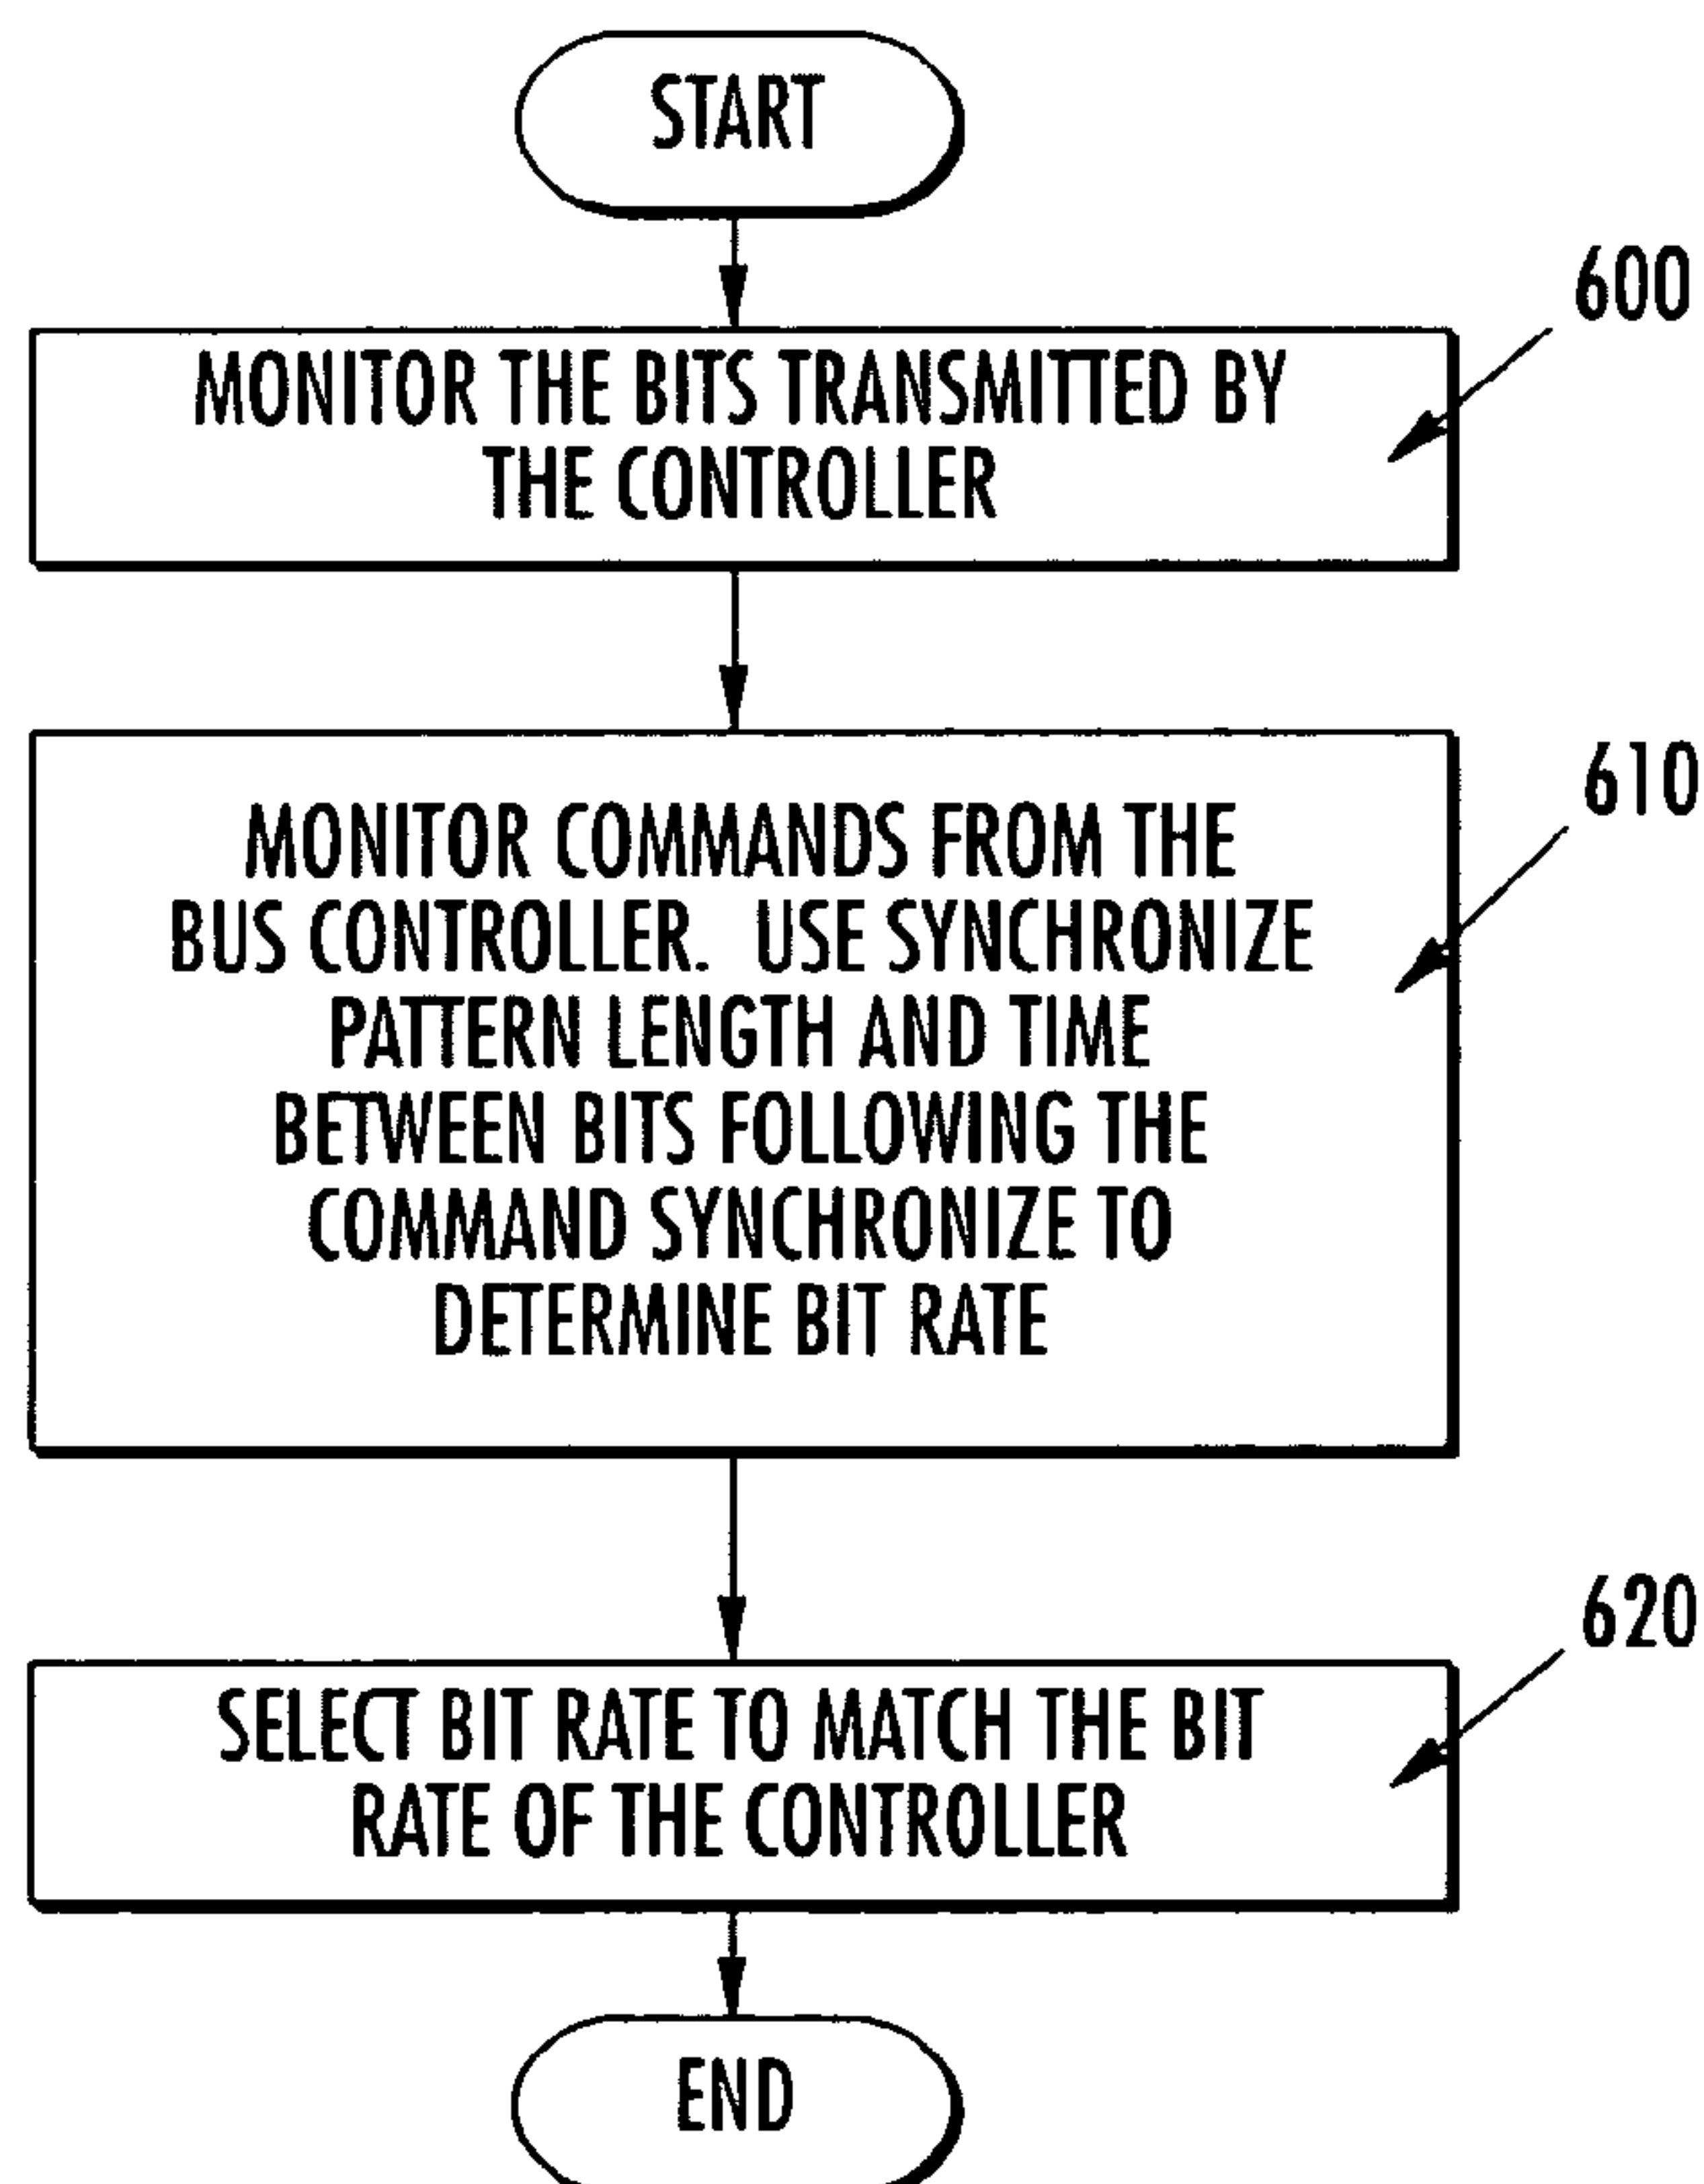 START
600
MONITOR THE BITS TRANSMITTED BY
THE CONTROLLER
610
MONITOR COMMANDS FROM THE
BUS CONTROLLER. USE SYNCHRONIZE
PATTERN LENGTH AND TIME
BETWEEN BITS FOLLOWING THE
COMMAND SYNCHRONIZE TO
DETERMINE BIT RATE
620
SELECT BIT RATE TO MATCH THE BIT
RATE OF THE CONTROLLER
END